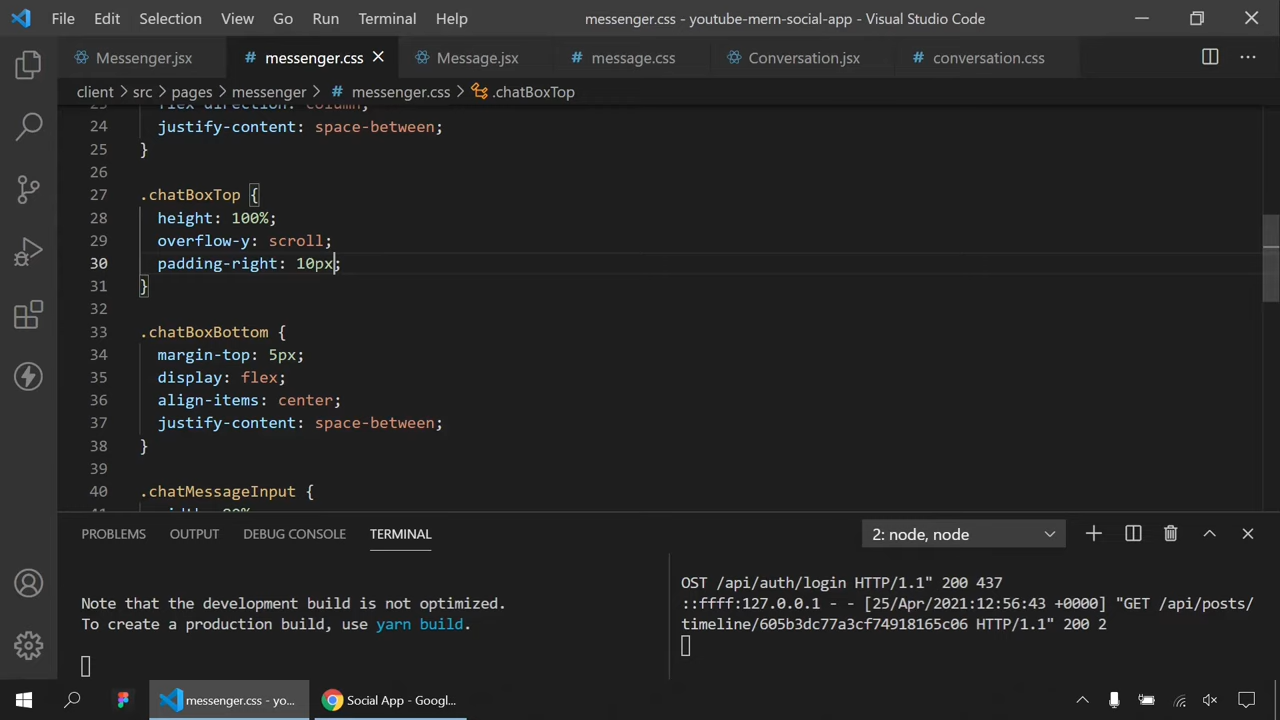 File Edit Selection View Go Run Terminal Help messenger.css - youtube-mern-social-app - Visual Studio Code
Messenger.jsx # messenger.css Message.jsx # message.css Conversation.jsx # conversation.css
client > src > pages > messenger > # messenger.css > .chatBoxTop
23 flex-direction: column;
24 justify-content: space-between;
25 }
26
27 .chatBoxTop {
28 height: 100%;
29 overflow-y: scroll;
30 padding-right: 10px;
31 }
32
33 .chatBoxBottom {
34 margin-top: 5px;
35 display: flex;
36 align-items: center;
37 justify-content: space-between;
38 }
39
40 .chatMessageInput {
41 width: 80%
PROBLEMS OUTPUT DEBUG CONSOLE TERMINAL 2: node, node
Note that the development build is not optimized.
To create a production build, use yarn build.
OST /api/auth/login HTTP/1.1" 200 437
::ffff:127.0.0.1 - - [25/Apr/2021:12:56:43 +0000] "GET /api/posts/
timeline/605b3dc77a3cf74918165c06 HTTP/1.1" 200 2
messenger.css - yo... Social App - Googl...